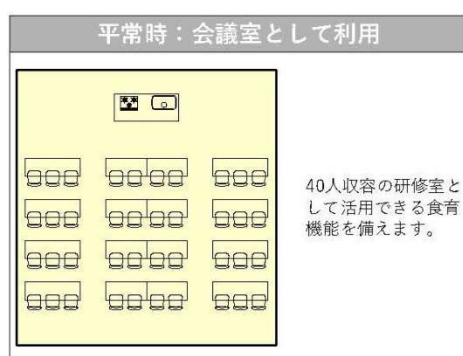 平常時：会議室として利用
40人収容の研修室と
して活用できる食育
機能を備えます。